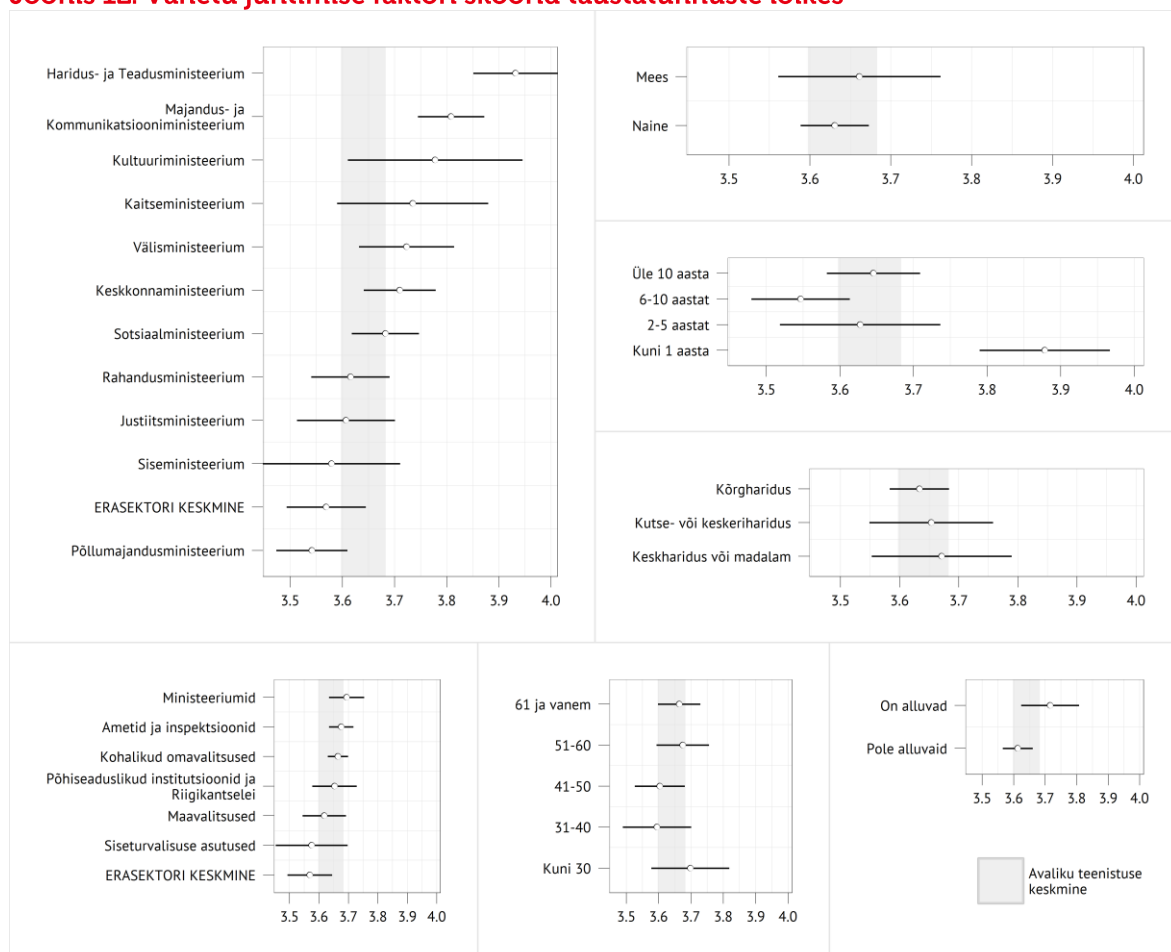 Haridus- ja Teadusministeerium
Majandus- ja
Kommunikatsiooniministeerium
Kultuuriministeerium
Kaitseministeerium
Välisministeerium
Keskkonnaministeerium
Sotsiaalministeerium
Rahandusministeerium
Justiitsministeerium
Siseministeerium
ERASEKTORI KESKMINE
Põllumajandusministeerium
3.5 3.6 3.7 3.8 3.9 4.0
Mees
Naine
3.5 3.6 3.7 3.8 3.9 4.0
Üle 10 aasta
6-10 aastat
2-5 aastat
Kuni 1 aasta
3.5 3.6 3.7 3.8 3.9 4.0
Kõrgharidus
Kutse- või keskeriharidus
Keskharidus või madalam
3.5 3.6 3.7 3.8 3.9 4.0
Ministeeriumid
Ametid ja inspektsioonid
Kohalikud omavalitsused
Põhiseaduslikud institutsioonid ja
Riigikantselei
Maavalitsused
Siseturvalisuse asutused
ERASEKTORI KESKMINE
3.5 3.6 3.7 3.8 3.9 4.0
61 ja vanem
51-60
41-50
31-40
Kuni 30
3.5 3.6 3.7 3.8 3.9 4.0
On alluvad
Pole alluvaid
3.5 3.6 3.7 3.8 3.9 4.0
Avaliku teenistuse
keskmine